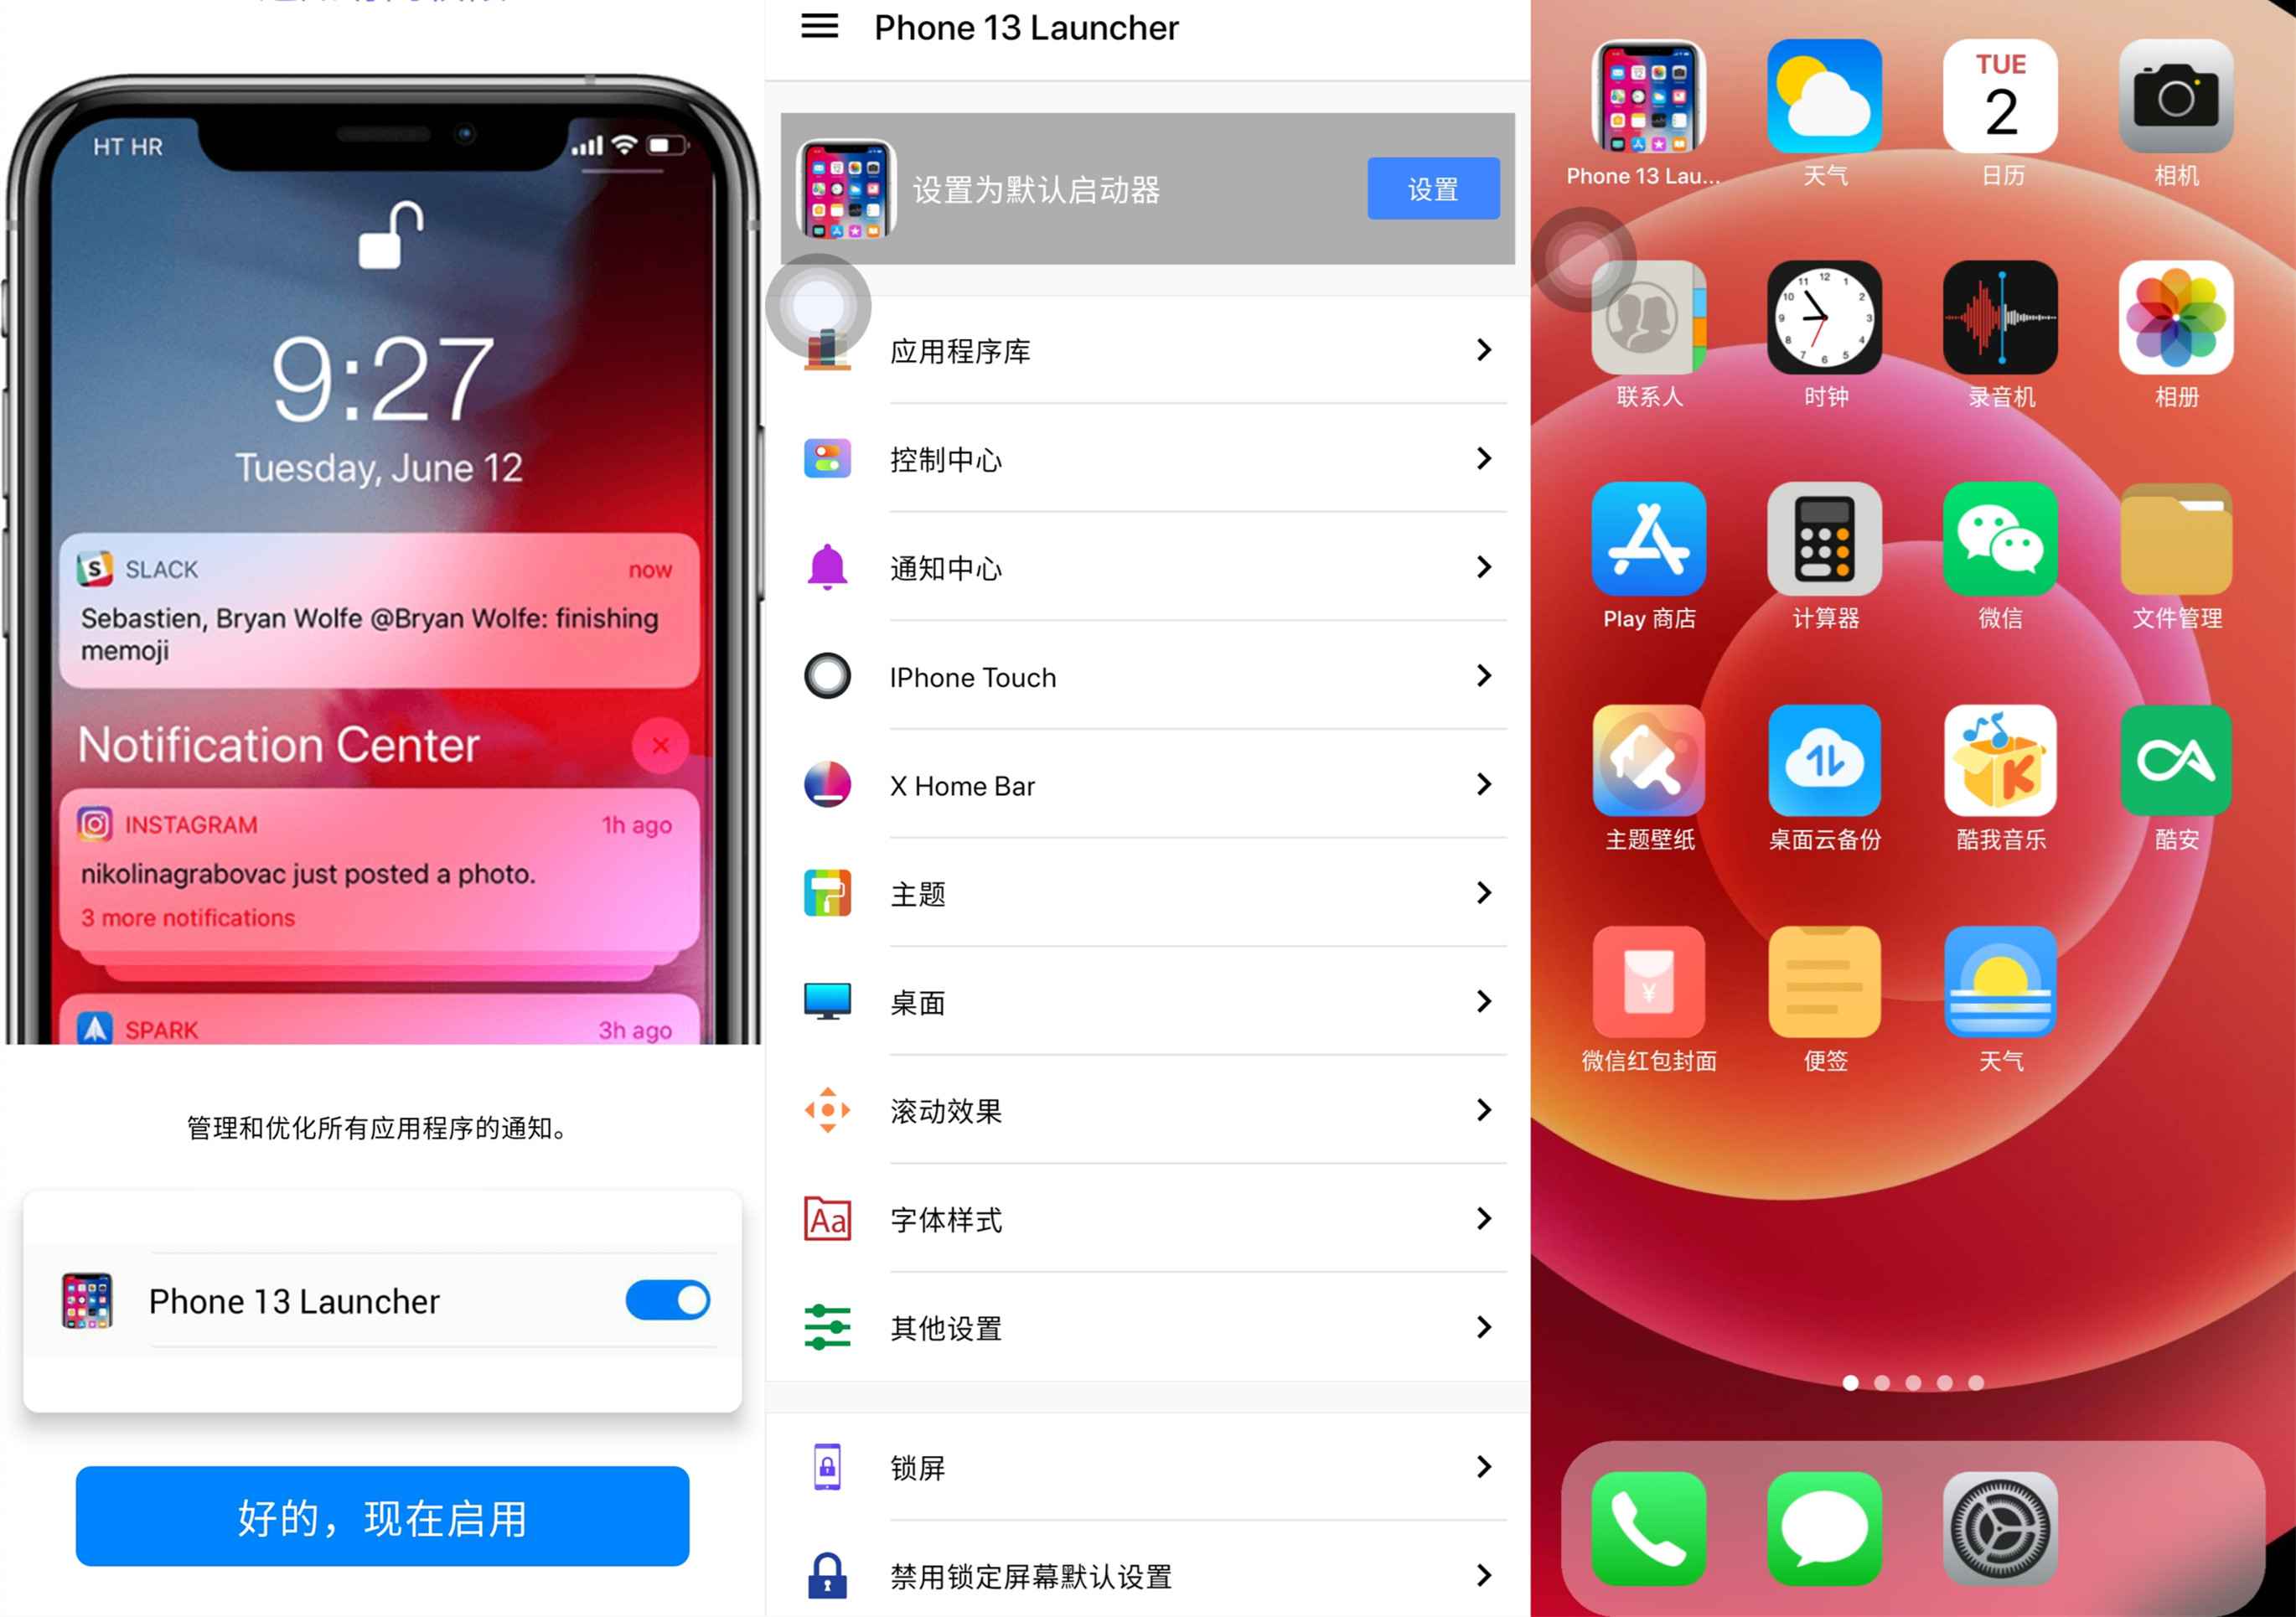 HT HR
9:27
Tuesday, June 12
SLACK
now
Sebastien, Bryan Wolfe @Bryan Wolfe: finishing
memoji
Notification Center
INSTAGRAM
1h ago
nikolinagrabovac just posted a photo.
3 more notifications
SPARK
3h ago
管理和优化所有应用程序的通知。
Phone 13 Launcher
好的，现在启用
Phone 13 Launcher
设置为默认启动器
设置
应用程序库
控制中心
通知中心
IPhone Touch
X Home Bar
主题
桌面
滚动效果
Aa
字体样式
其他设置
锁屏
禁用锁定屏幕默认设置
TUE
2
Phone 13 Lau...
天气
日历
相机
联系人
时钟
录音机
相册
Play 商店
计算器
微信
文件管理
主题壁纸
桌面云备份
酷我音乐
酷安
微信红包封面
便签
天气